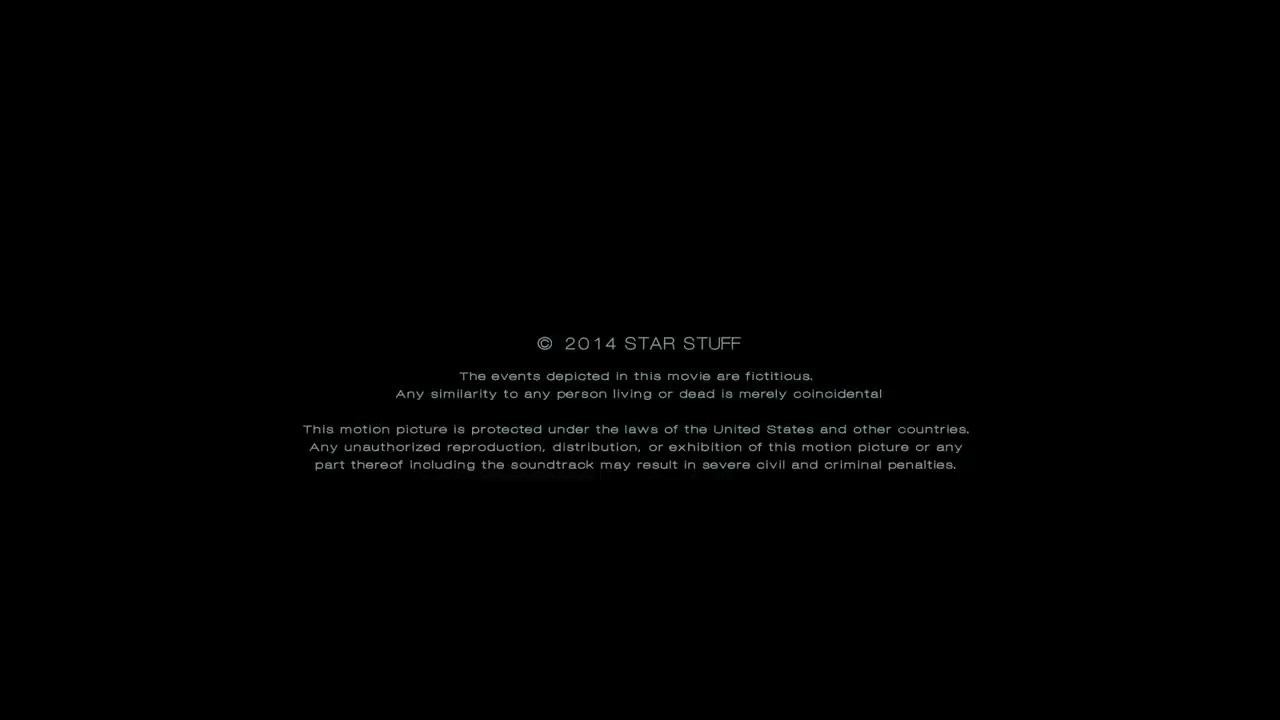 © 2014 STAR STUFF
The events depicted in this movie are fictitious.
Any similarity to any person living or dead is merely coincidental
This motion picture is protected under the laws of the United States and other countries.
Any unauthorized reproduction, distribution, or exhibition of this motion picture or any
part thereof including the soundtrack may result in severe civil and criminal penalties.